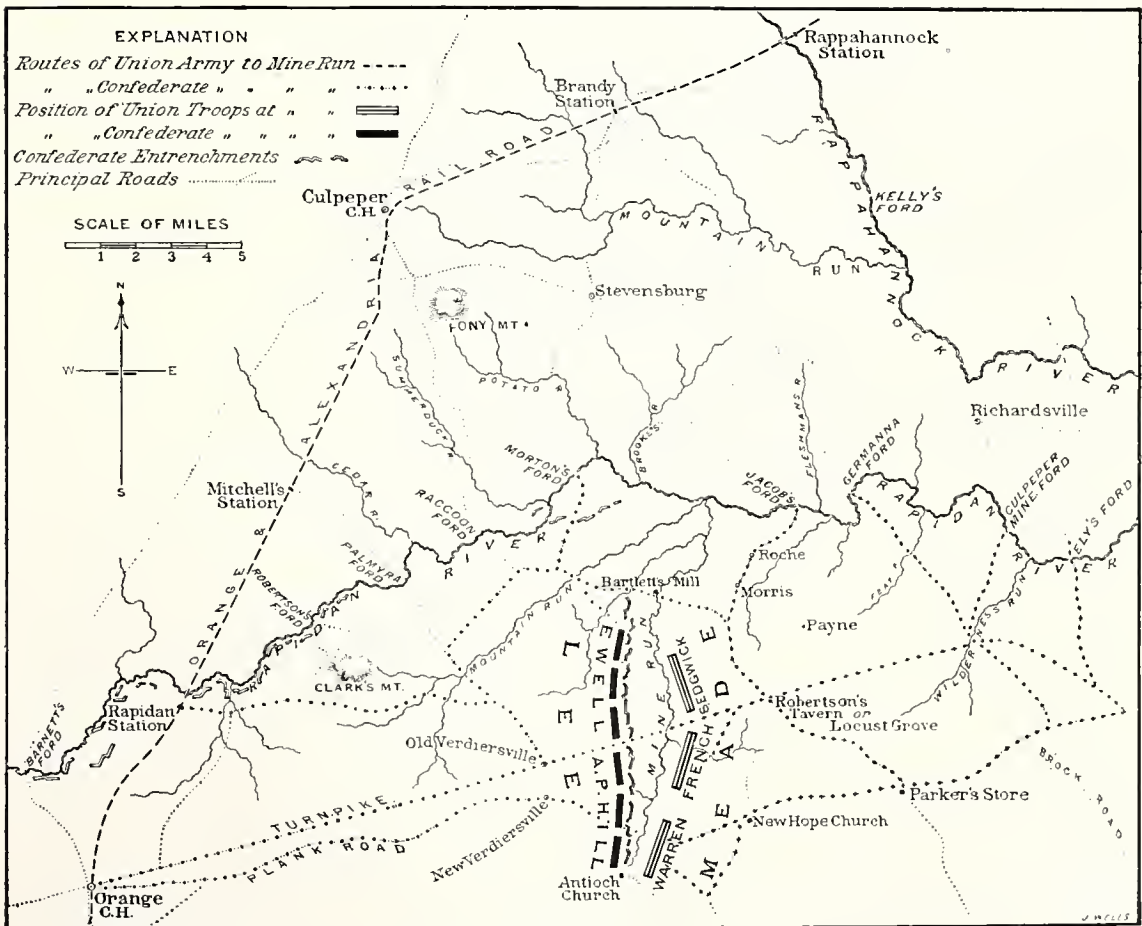 EXPLANATION
Routes of Union Army to Mine Run
„ „ Confederate „ „ „ „
Position of Union Troops at „ „
„ „ Confederate „ „ „ „
Confederate Entrenchments
Principal Roads
SCALE OF MILES
1 2 3 4 5
N
W E
S
Rappahannock
Station
Brandy
Station
Culpeper
C.H.
ORANGE & ALEXANDRIA RAIL ROAD
RAPPAHANNOCK RIVER
KELLY'S
FORD
MOUNTAIN RUN
Stevensburg
PONY MT.
POTATO R.
SUMMERDUCK R.
BROOKES R.
FLESHMANS R.
Richardsville
Mitchell's
Station
CEDAR R.
MORTON'S
FORD
RACCOON
FORD
PALMYRA
FORD
ROBERTSON'S
FORD
JACOB'S
FORD
GERMANNA
FORD
CULPEPER
MINE FORD
ELY'S FORD
RAPIDAN RIVER
RAPIDAN RIVER
Roche
Bartlett's Mill
Morris
Payne
WILDERNESS RUN
MOUNTAIN RUN
MINE RUN
CLARK'S MT.
Rapidan
Station
BARNETT'S
FORD
LEE
EWELL
A.P. HILL
SEDGWICK
FRENCH
WARREN
MEADE
Robertson's
Tavern or
Locust Grove
Old Verdiersville
BROCK ROAD
Parker's Store
New Hope Church
TURNPIKE
PLANK ROAD
New Verdiersville
Antioch
Church
Orange
C.H.
J. WELLS